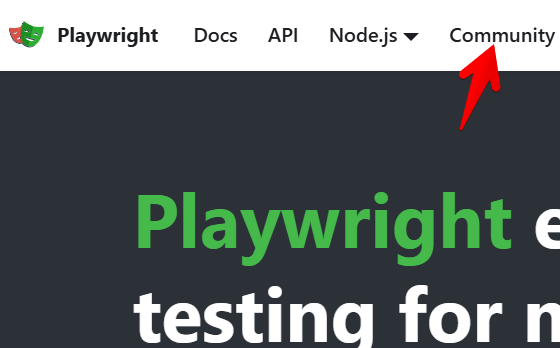 Playwright Docs API Node.js Community
Playwright e
testing for